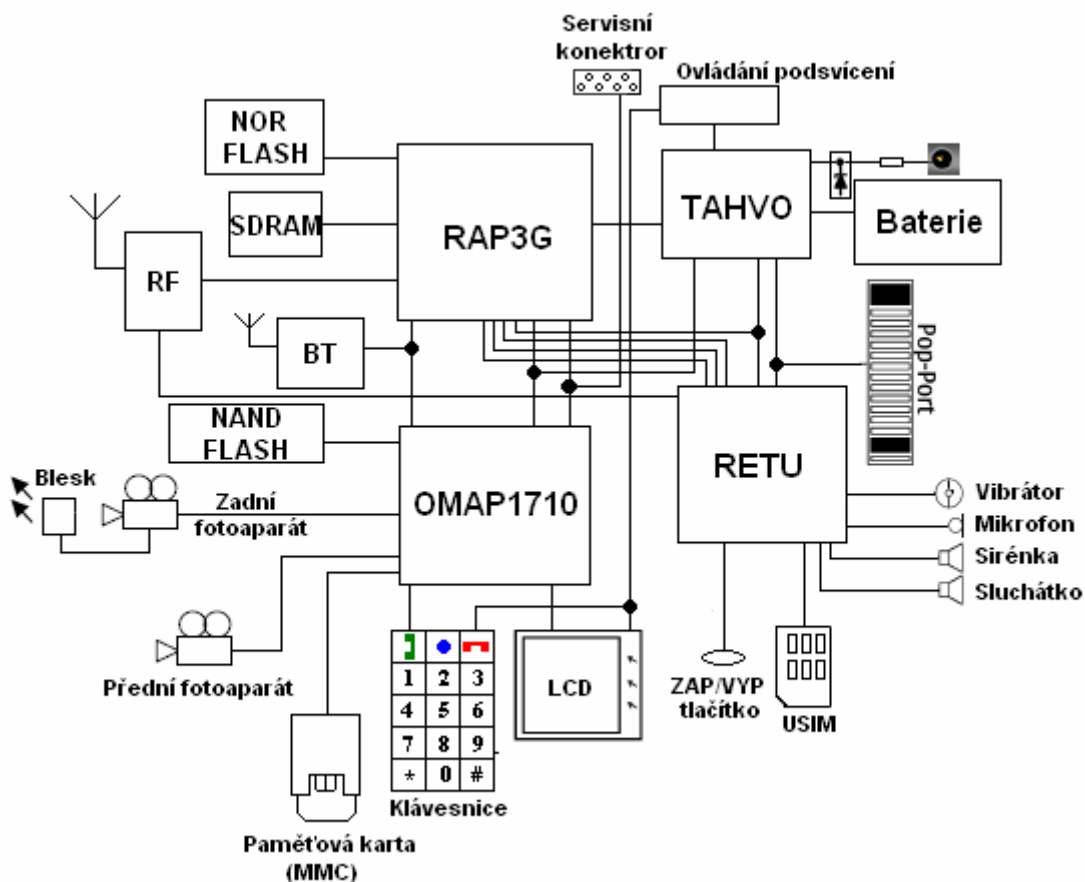 Servisní
konektror
Ovládání podsvícení
NOR
FLASH
SDRAM
RAP3G
TAHVO
Baterie
RF
BT
Pop-Port
NAND
FLASH
OMAP1710
RETU
Blesk
Zadní
fotoaparát
Vibrátor
Mikrofon
Sirénka
Sluchátko
Přední fotoaparát
1 2 3
4 5 6
7 8 9
* 0 #
Klávesnice
LCD
ZAP/VYP
tlačítko
USIM
Paměťová karta
(MMC)